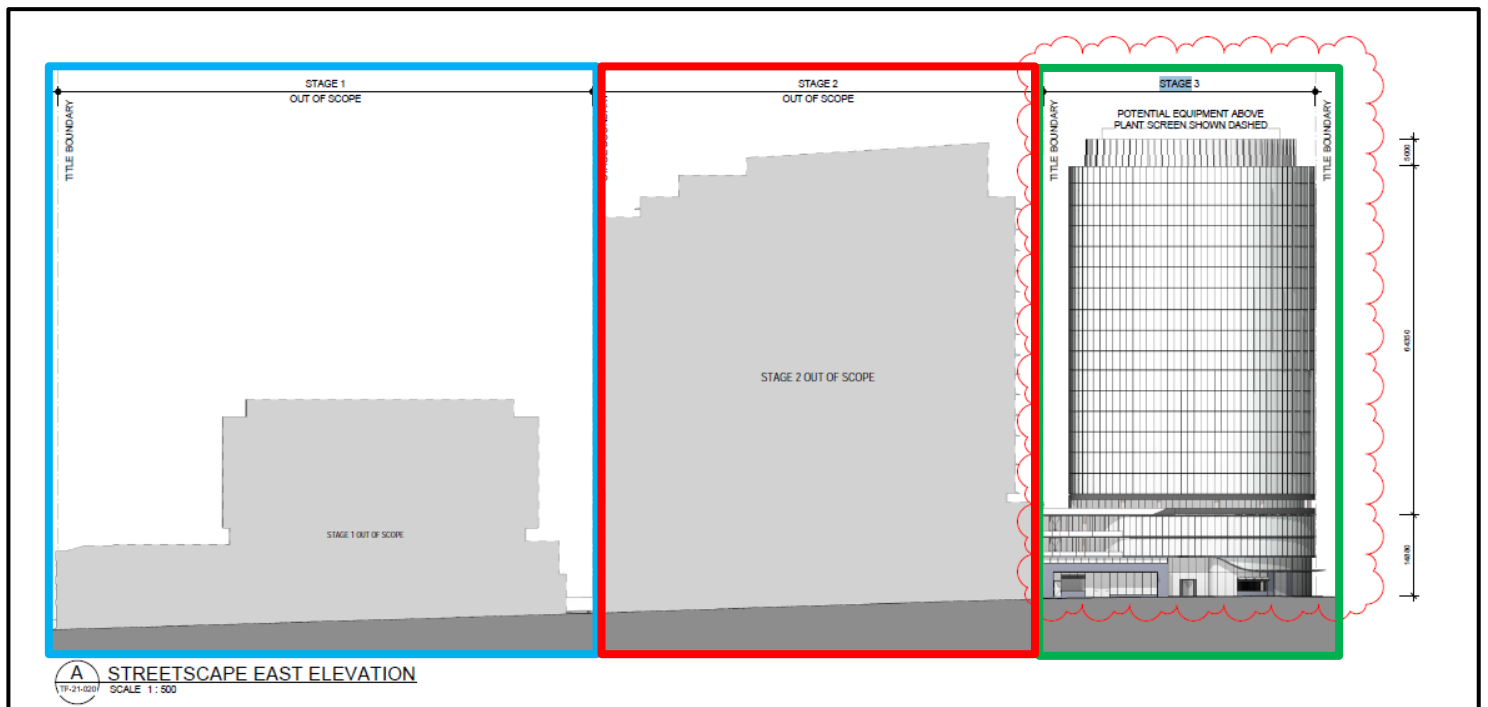 STAGE 1
OUT OF SCOPE
STAGE 2
OUT OF SCOPE
STAGE 3
POTENTIAL EQUIPMENT ABOVE
PLANT SCREEN SHOWN DASHED
TITLE BOUNDARY
TITLE BOUNDARY
TITLE BOUNDARY
5000
64350
STAGE 2 OUT OF SCOPE
STAGE 1 OUT OF SCOPE
A
TF-21-020
STREETSCAPE EAST ELEVATION
SCALE 1 : 500